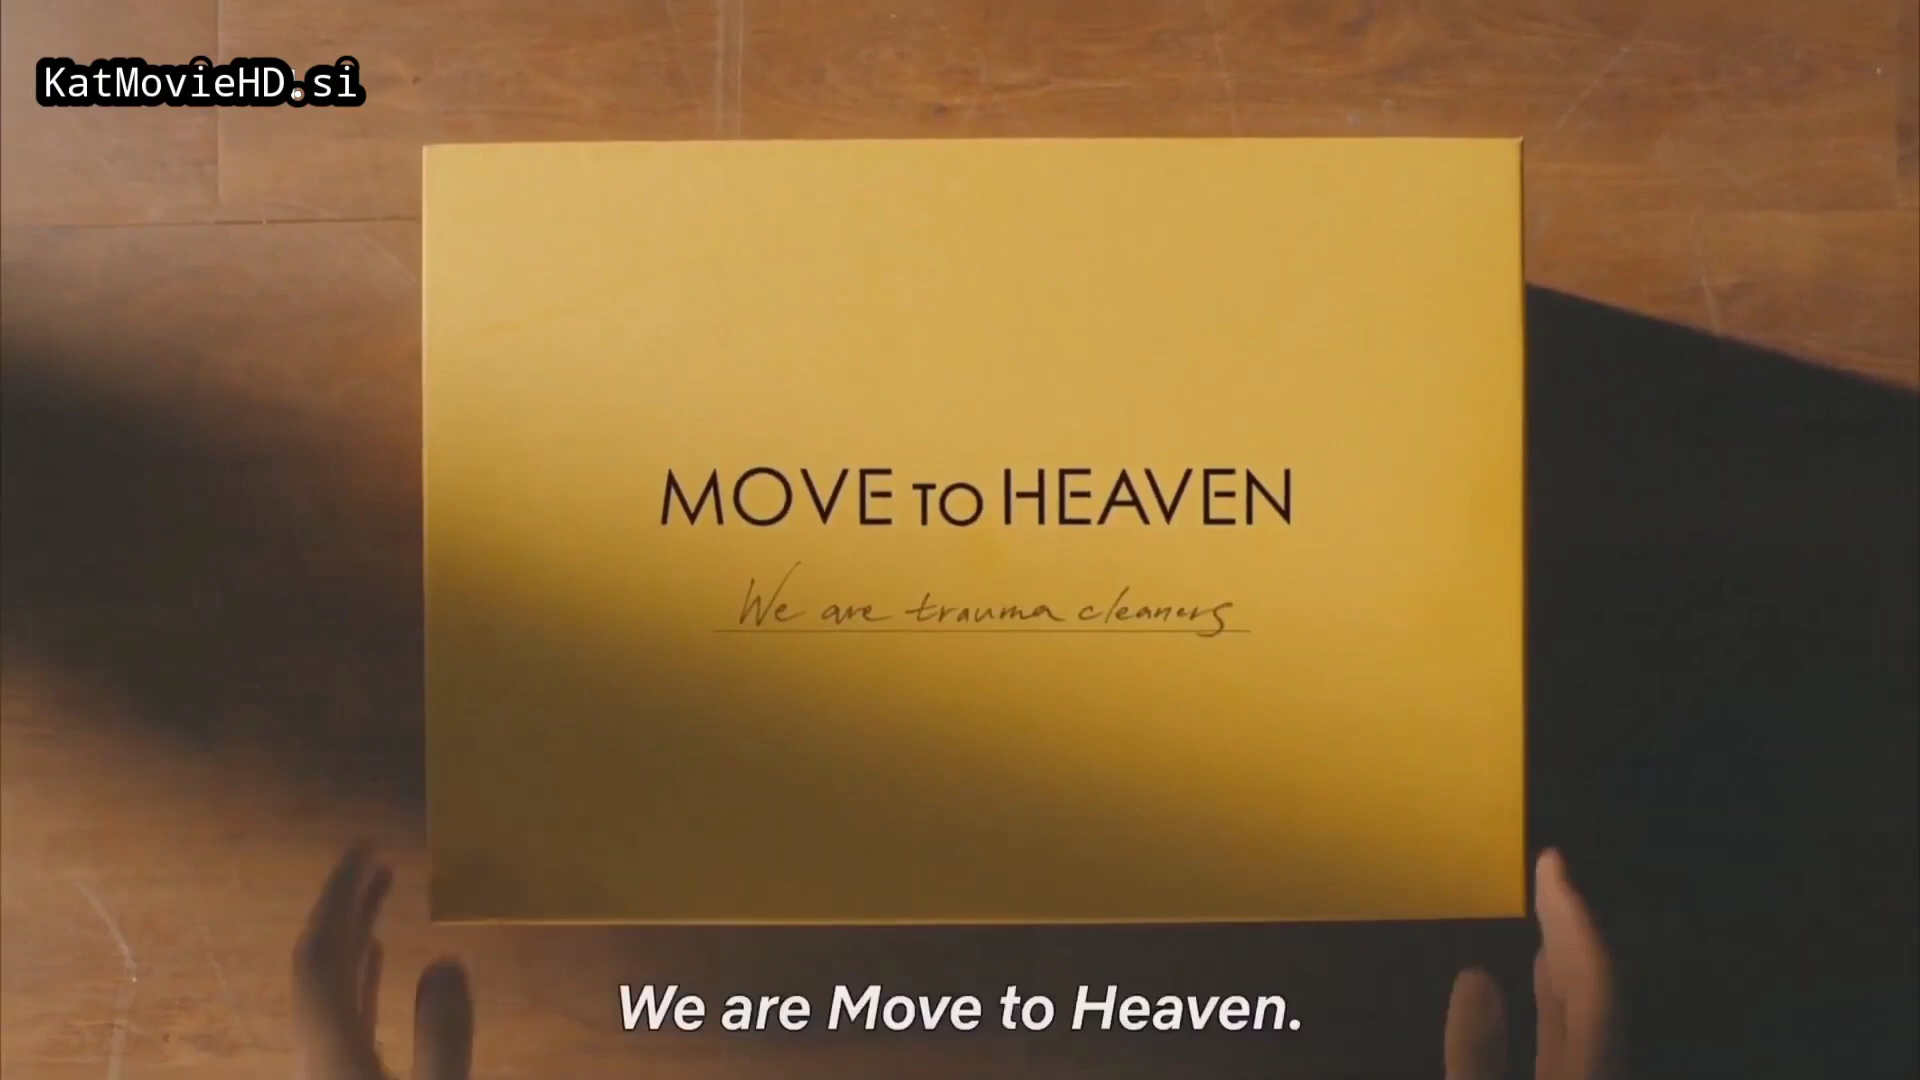 KatMovieHD.si
MOVE TO HEAVEN
We are trauma cleaners
We are Move to Heaven.